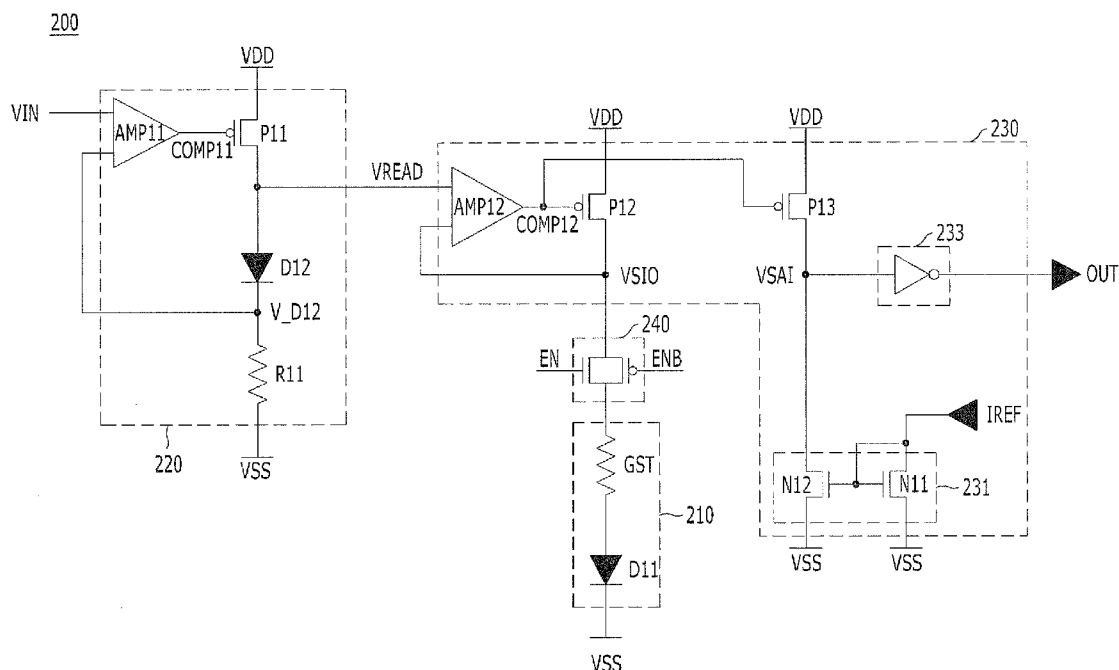 200
VDD
VIN
AMP11
COMP11
P11
VREAD
D12
V_D12
R11
220
VSS
VDD
VDD
230
AMP12
COMP12
P12
P13
233
VSIO
VSAI
OUT
240
EN
ENB
IREF
GST
N12
N11
231
210
D11
VSS
VSS
VSS